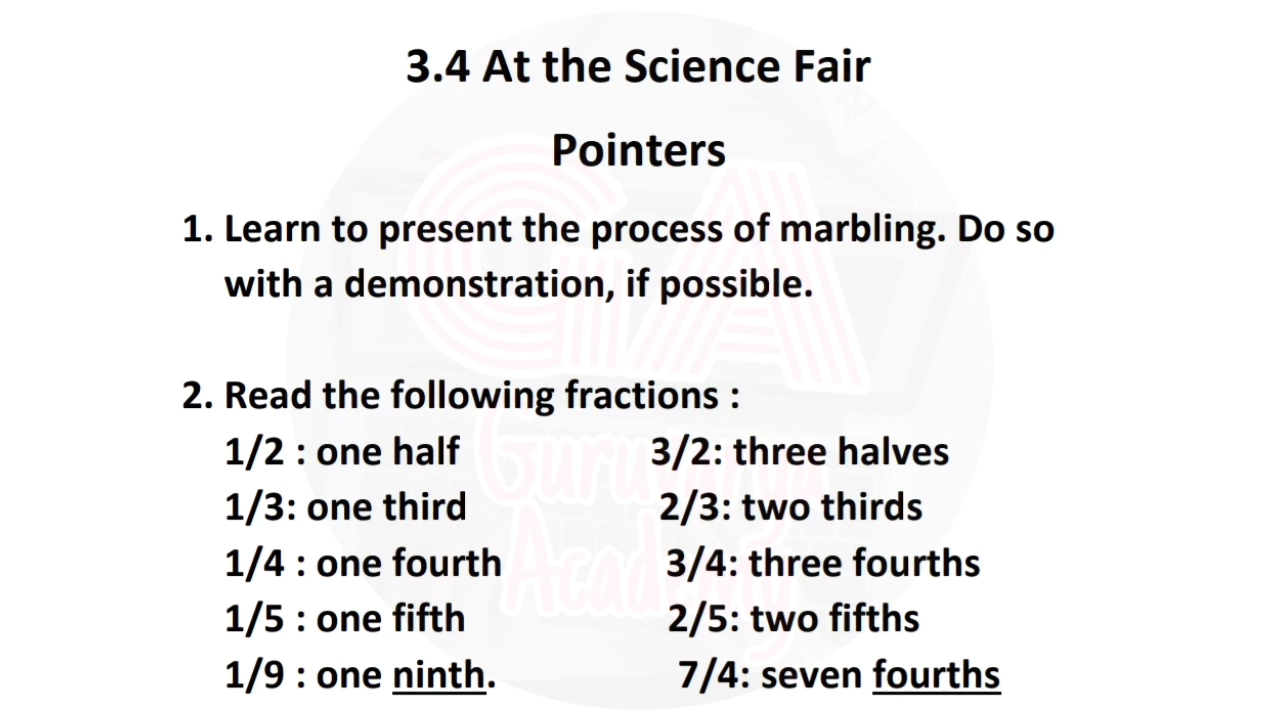 3.4 At the Science Fair
Pointers
1. Learn to present the process of marbling. Do so
with a demonstration, if possible.
2. Read the following fractions :
1/2 : one half 3/2: three halves
1/3: one third 2/3: two thirds
1/4 : one fourth 3/4: three fourths
1/5 : one fifth 2/5: two fifths
1/9 : one ninth. 7/4: seven fourths
GA
Guruvarya
Academy